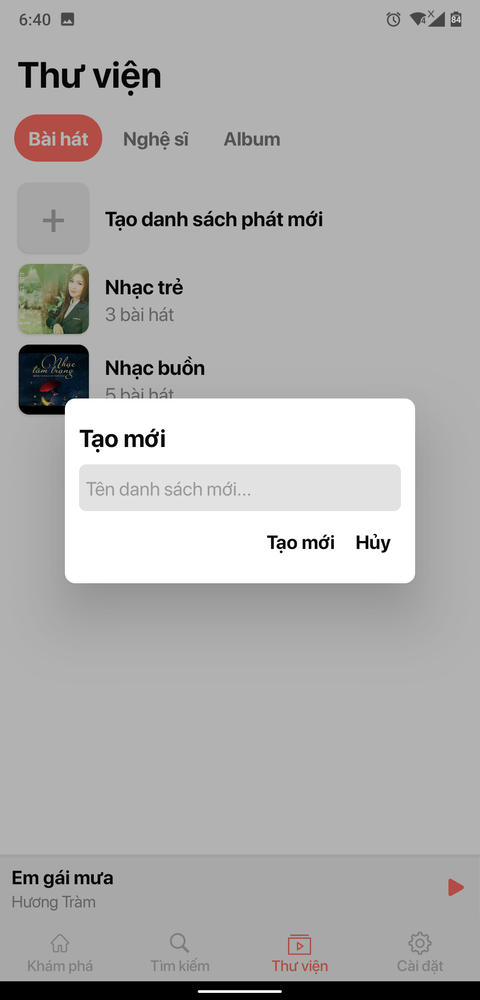 6:40
4
X
84
Thư viện
Bài hát
Nghệ sĩ
Album
Tạo danh sách phát mới
Nhạc trẻ
3 bài hát
Nhạc
tâm trạng
Nhạc buồn
5 bài hát
Tạo mới
Tên danh sách mới...
Tạo mới
Hủy
Em gái mưa
Hương Tràm
Khám phá
Tìm kiếm
Thư viện
Cài đặt